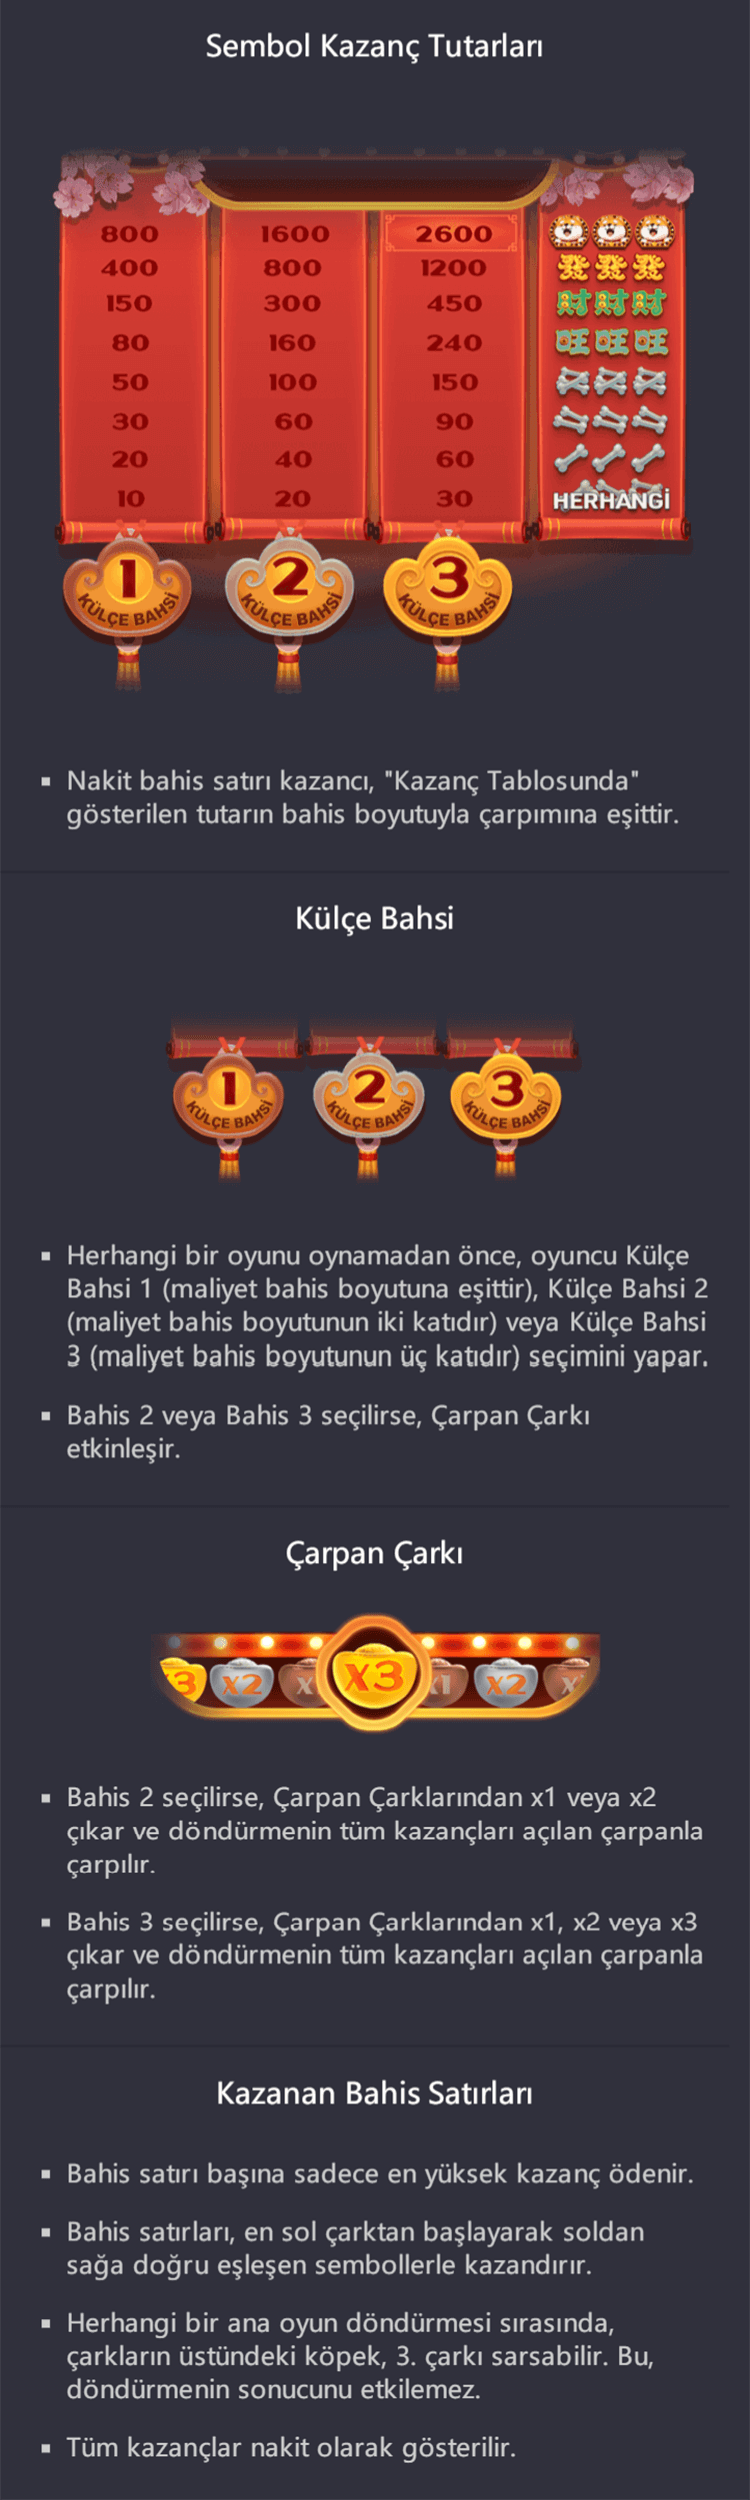 Sembol Kazanç Tutarları
800 1600 2600
400 800 1200 發 發 發
150 300 450 財 財 財
80 160 240 旺 旺 旺
50 100 150
30 60 90
20 40 60
10 20 30 HERHANGİ
1 2 3
KÜLÇE BAHSİ KÜLÇE BAHSİ KÜLÇE BAHSİ
▪ Nakit bahis satırı kazancı, "Kazanç Tablosunda"
gösterilen tutarın bahis boyutuyla çarpımına eşittir.
Külçe Bahsi
1 2 3
KÜLÇE BAHSİ KÜLÇE BAHSİ KÜLÇE BAHSİ
▪ Herhangi bir oyunu oynamadan önce, oyuncu Külçe
Bahsi 1 (maliyet bahis boyutuna eşittir), Külçe Bahsi 2
(maliyet bahis boyutunun iki katıdır) veya Külçe Bahsi
3 (maliyet bahis boyutunun üç katıdır) seçimini yapar.
▪ Bahis 2 veya Bahis 3 seçilirse, Çarpan Çarkı
etkinleşir.
Çarpan Çarkı
3 x2 x x3 x1 x2 x
▪ Bahis 2 seçilirse, Çarpan Çarklarından x1 veya x2
çıkar ve döndürmenin tüm kazançları açılan çarpanla
çarpılır.
▪ Bahis 3 seçilirse, Çarpan Çarklarından x1, x2 veya x3
çıkar ve döndürmenin tüm kazançları açılan çarpanla
çarpılır.
Kazanan Bahis Satırları
▪ Bahis satırı başına sadece en yüksek kazanç ödenir.
▪ Bahis satırları, en sol çarktan başlayarak soldan
sağa doğru eşleşen sembollerle kazandırır.
▪ Herhangi bir ana oyun döndürmesi sırasında,
çarkların üstündeki köpek, 3. çarkı sarsabilir. Bu,
döndürmenin sonucunu etkilemez.
▪ Tüm kazançlar nakit olarak gösterilir.